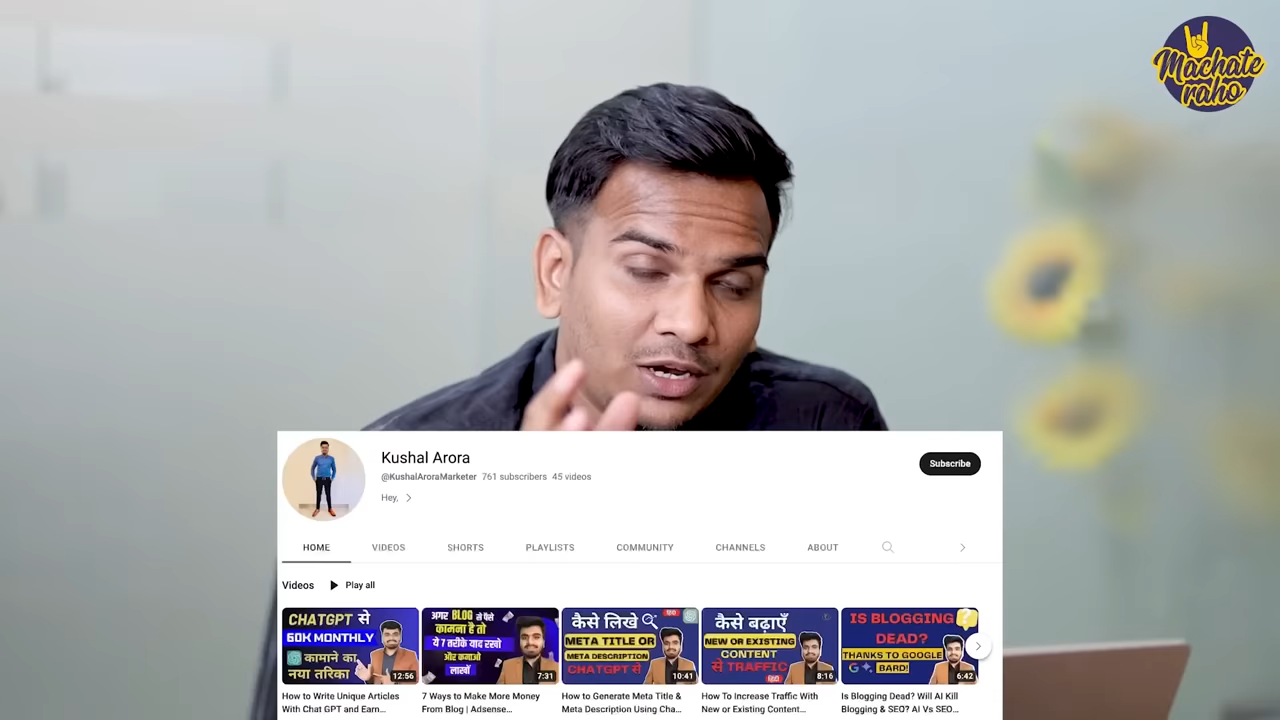 Machate
raho
Kushal Arora
@KushalAroraMarketer 761 subscribers 45 videos
Hey,
Subscribe
HOME VIDEOS SHORTS PLAYLISTS COMMUNITY CHANNELS ABOUT
Videos Play all
CHATGPT से
60K MONTHLY
कामाने का
नया तरिका
12:56
अगर BLOG से पैसे
कामना है तो
ये 7 तरीके याद रखो
और कमाओ
लाखों
7:31
कैसे लिखे
हिंदी
META TITLE OR
META DESCRIPTION
CHATGPT से
10:41
कैसे बढ़ाएँ
NEW OR EXISTING
CONTENT
से TRAFFIC
हिंदी
8:16
IS BLOGGING
DEAD?
THANKS TO GOOGLE
BARD!
6:42
How to Write Unique Articles
With Chat GPT and Earn...
7 Ways to Make More Money
From Blog | Adsense...
How to Generate Meta Title &
Meta Description Using Cha...
How To Increase Traffic With
New or Existing Content...
Is Blogging Dead? Will AI Kill
Blogging & SEO? AI Vs SEO...